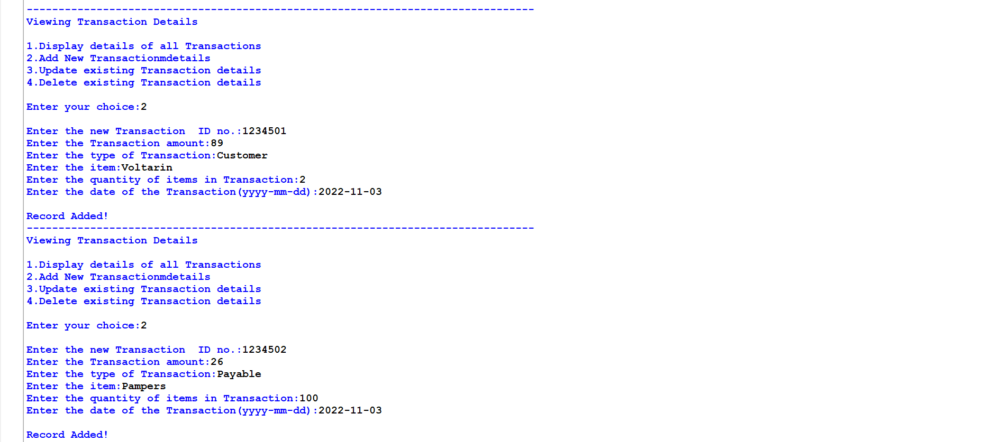 --------------------------------------------------------------------------------
Viewing Transaction Details
1.Display details of all Transactions
2.Add New Transactionmdetails
3.Update existing Transaction details
4.Delete existing Transaction details
Enter your choice:2
Enter the new Transaction  ID no.:1234501
Enter the Transaction amount:89
Enter the type of Transaction:Customer
Enter the item:Voltarin
Enter the quantity of items in Transaction:2
Enter the date of the Transaction(yyyy-mm-dd):2022-11-03
Record Added!
--------------------------------------------------------------------------------
Viewing Transaction Details
1.Display details of all Transactions
2.Add New Transactionmdetails
3.Update existing Transaction details
4.Delete existing Transaction details
Enter your choice:2
Enter the new Transaction  ID no.:1234502
Enter the Transaction amount:26
Enter the type of Transaction:Payable
Enter the item:Pampers
Enter the quantity of items in Transaction:100
Enter the date of the Transaction(yyyy-mm-dd):2022-11-03
Record Added!